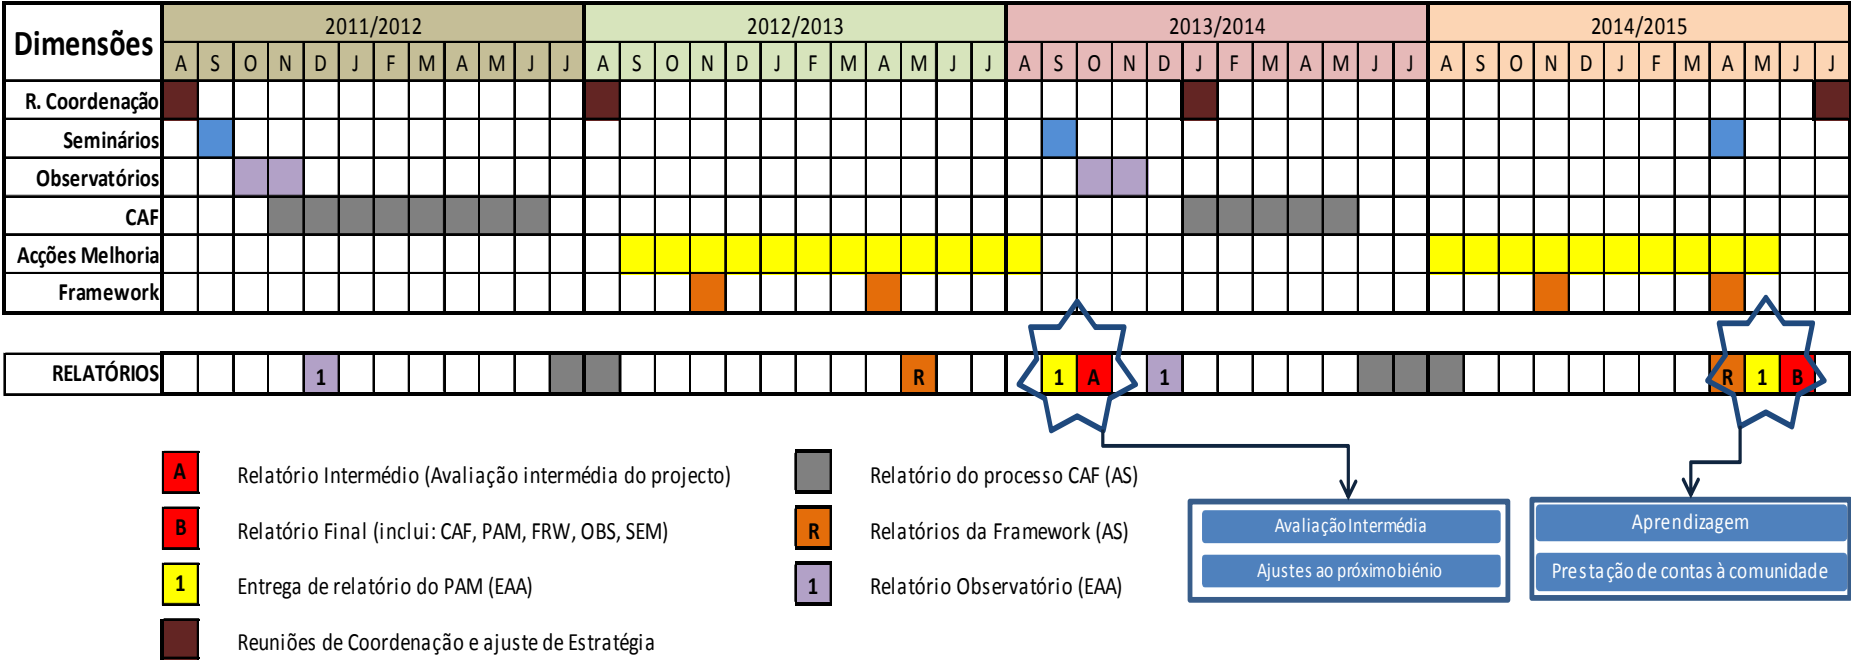 Dimensões 2011/2012 2012/2013 2013/2014 2014/2015
A S O N D J F M A M J J A S O N D J F M A M J J A S O N D J F M A M J J A S O N D J F M A M J J
R. Coordenação
Seminários
Observatórios
CAF
Acções Melhoria
Framework
RELATÓRIOS 1 R 1 A 1 R 1 B
A Relatório Intermédio (Avaliação intermédia do projecto)
B Relatório Final (inclui: CAF, PAM, FRW, OBS, SEM)
1 Entrega de relatório do PAM (EAA)
Reuniões de Coordenação e ajuste de Estratégia
Relatório do processo CAF (AS)
R Relatórios da Framework (AS)
1 Relatório Observatório (EAA)
Avaliação Intermédia
Ajustes ao próximo biénio
Aprendizagem
Prestação de contas à comunidade